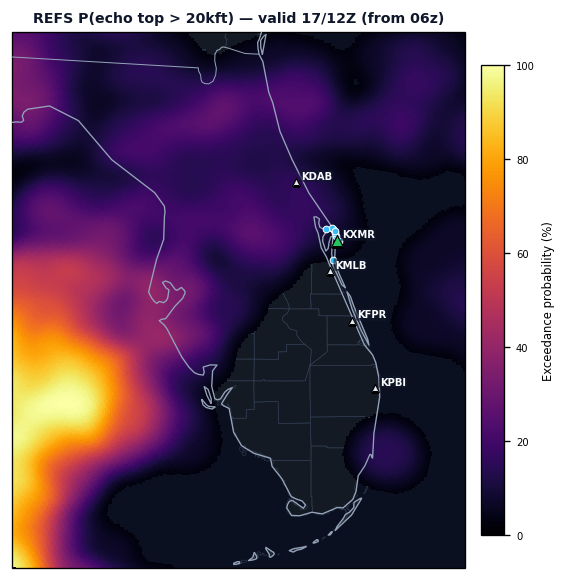 REFS P(echo top > 20kft) — valid 17/12Z (from 06z)
KDAB
KXMR
KMLB
KFPR
KPBI
100
80
60
40
20
0
Exceedance probability (%)